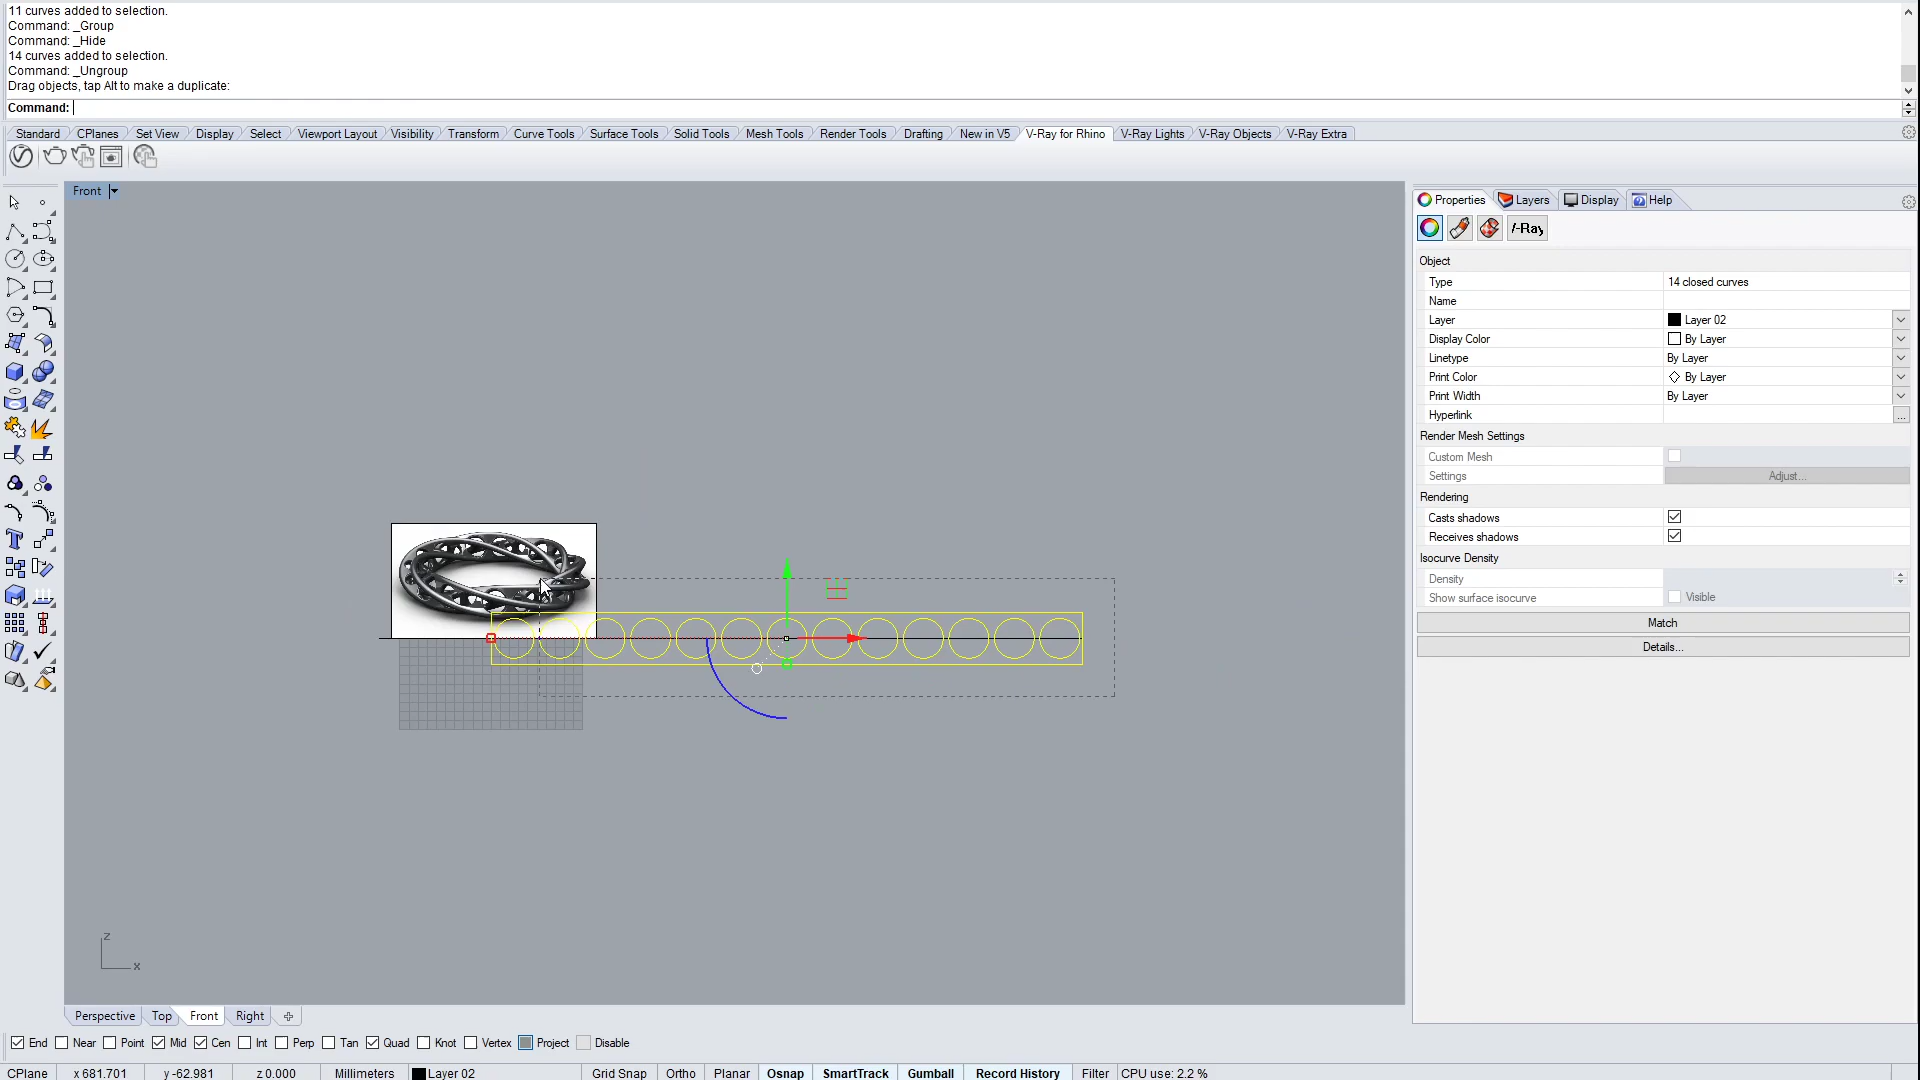 11 curves added to selection.
Command: _Group
Command: _Hide
14 curves added to selection.
Command: _Ungroup
Drag objects, tap Alt to make a duplicate:
Command:
Standard CPlanes Set View Display Select Viewport Layout Visibility Transform Curve Tools Surface Tools Solid Tools Mesh Tools Render Tools Drafting New in V5 V-Ray for Rhino V-Ray Lights V-Ray Objects V-Ray Extra
Front
Properties Layers Display Help
/-Ray
Object
Type 14 closed curves
Name
Layer Layer 02
Display Color By Layer
Linetype By Layer
Print Color By Layer
Print Width By Layer
Hyperlink ...
Render Mesh Settings
Custom Mesh
Settings Adjust...
Rendering
Casts shadows
Receives shadows
Isocurve Density
Density
Show surface isocurve Visible
Match
Details...
z
x
Perspective Top Front Right
End Near Point Mid Cen Int Perp Tan Quad Knot Vertex Project Disable
CPlane x 681.701 y -62.981 z 0.000 Millimeters Layer 02 Grid Snap Ortho Planar Osnap SmartTrack Gumball Record History Filter CPU use: 2.2 %